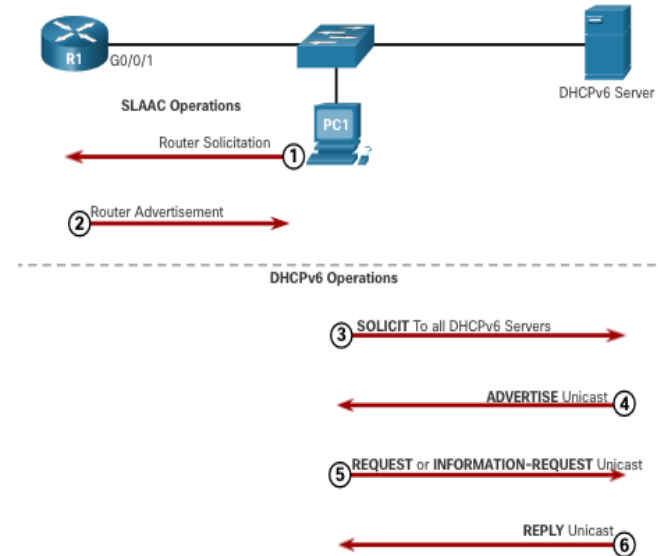 R1
G0/0/1
DHCPv6 Server
SLAAC Operations
PC1
Router Solicitation
1
Router Advertisement
2
DHCPv6 Operations
SOLICIT To all DHCPv6 Servers
3
ADVERTISE Unicast
4
REQUEST or INFORMATION-REQUEST Unicast
5
REPLY Unicast
6